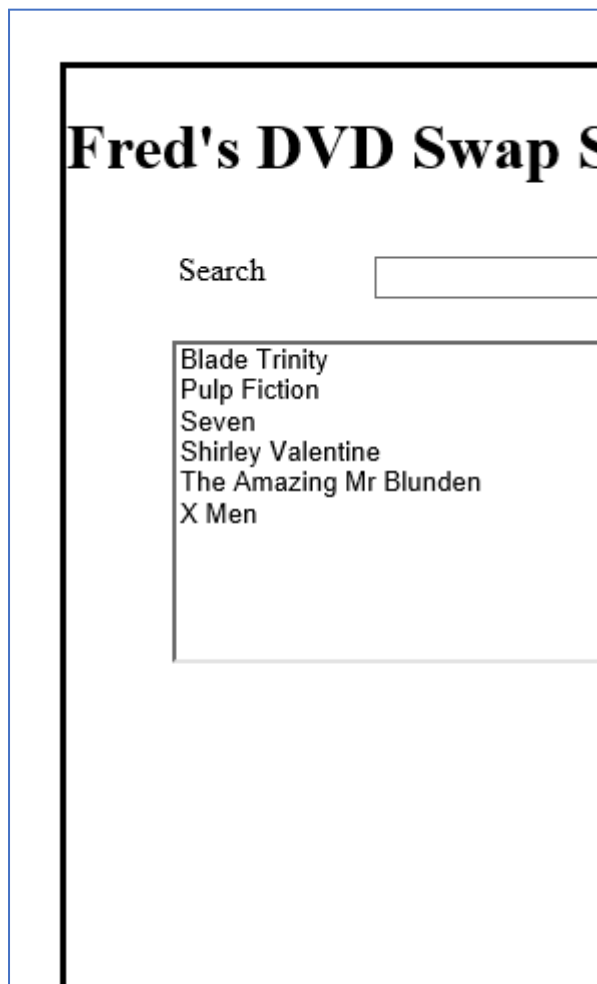 Fred's DVD Swap S
Search
Blade Trinity
Pulp Fiction
Seven
Shirley Valentine
The Amazing Mr Blunden
X Men